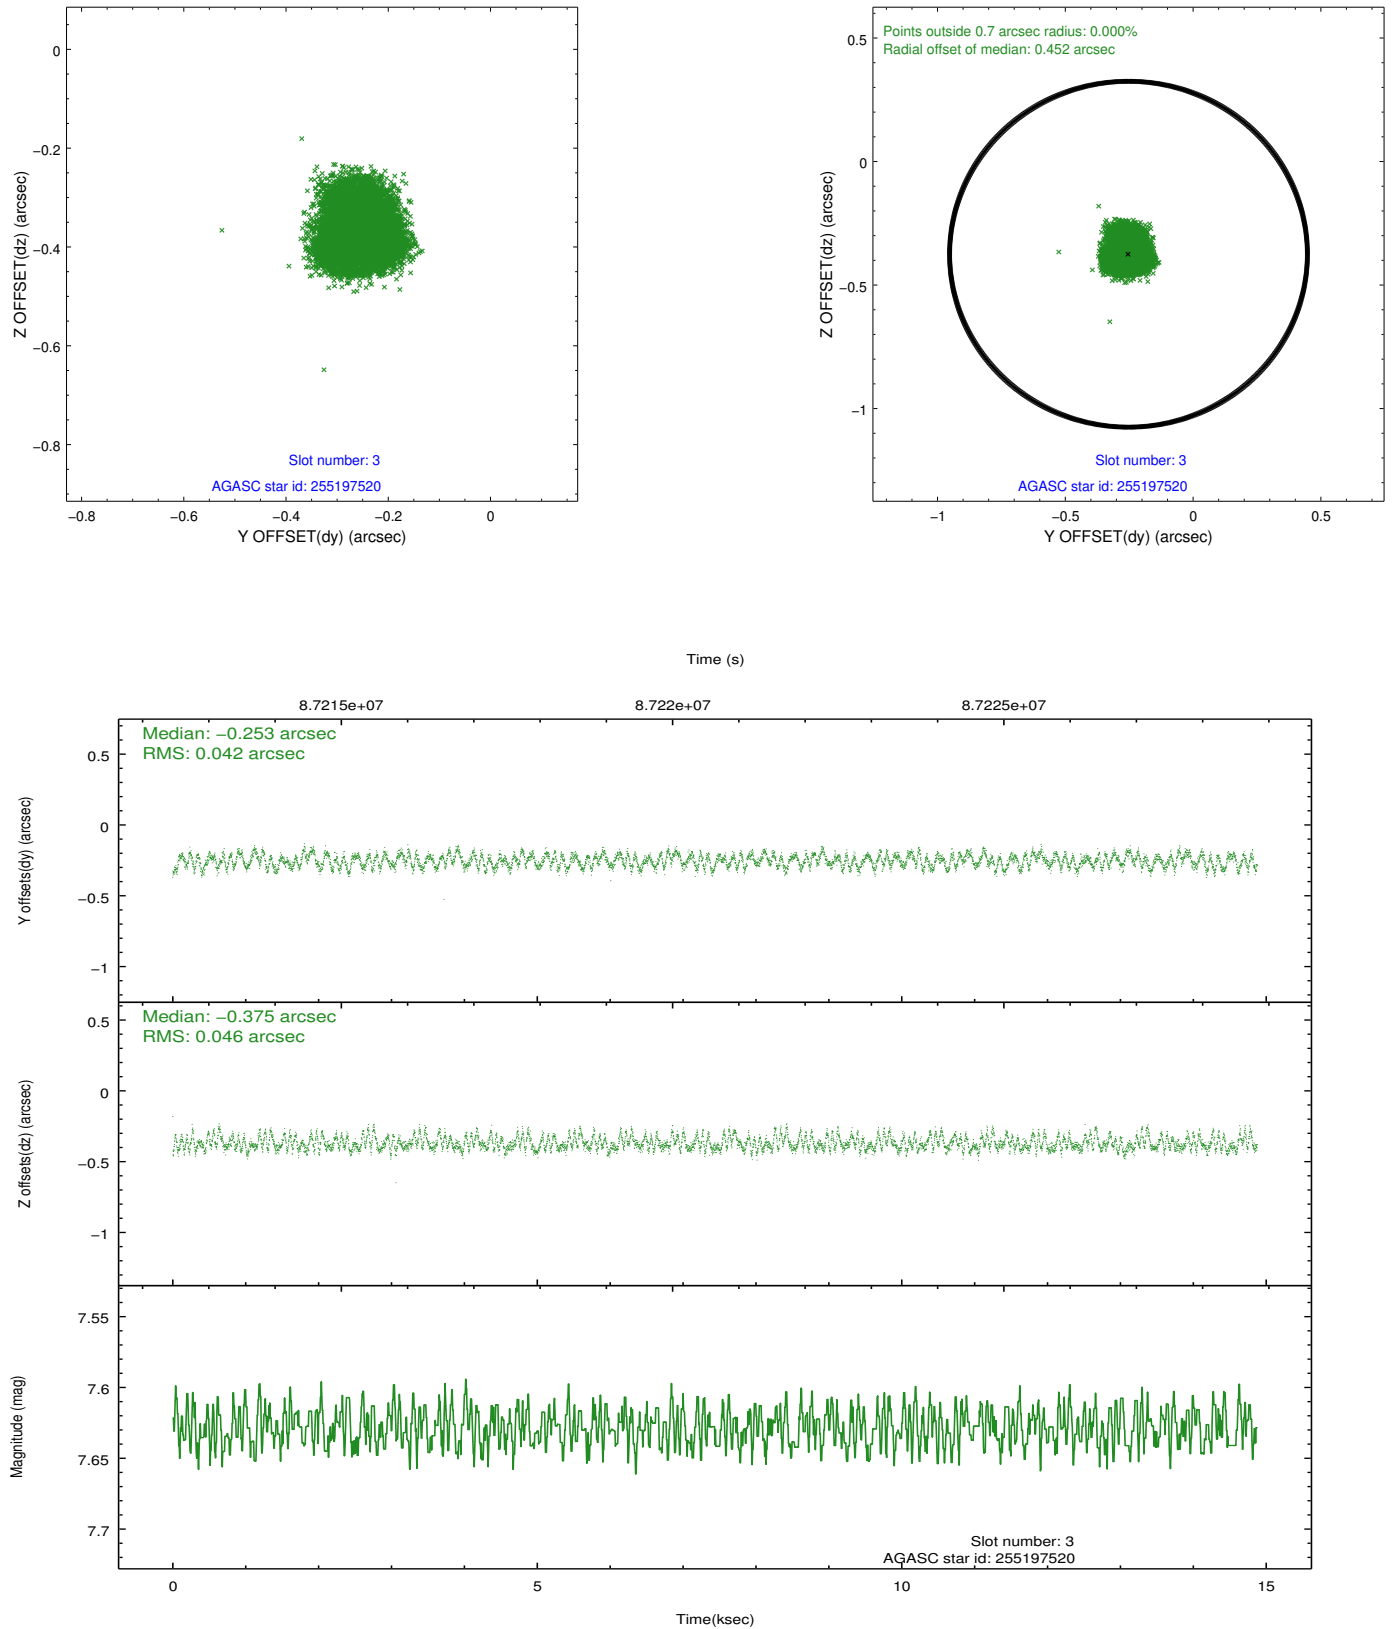 0
−0.2
−0.4
−0.6
−0.8
Z OFFSET(dz) (arcsec)
Slot number: 3
AGASC star id: 255197520
−0.8
−0.6
−0.4
−0.2
0
Y OFFSET(dy) (arcsec)
Points outside 0.7 arcsec radius: 0.000%
Radial offset of median: 0.452 arcsec
0.5
0
−0.5
−1
Z OFFSET(dz) (arcsec)
Slot number: 3
AGASC star id: 255197520
−1
−0.5
0
0.5
Y OFFSET(dy) (arcsec)
Time (s)
8.7215e+07
8.722e+07
8.7225e+07
Median: −0.253 arcsec
RMS: 0.042 arcsec
0.5
0
−0.5
−1
Y offsets(dy) (arcsec)
Median: −0.375 arcsec
RMS: 0.046 arcsec
0.5
0
−0.5
−1
Z offsets(dz) (arcsec)
7.55
7.6
7.65
7.7
Magnitude (mag)
Slot number: 3
AGASC star id: 255197520
0
5
10
15
Time(ksec)